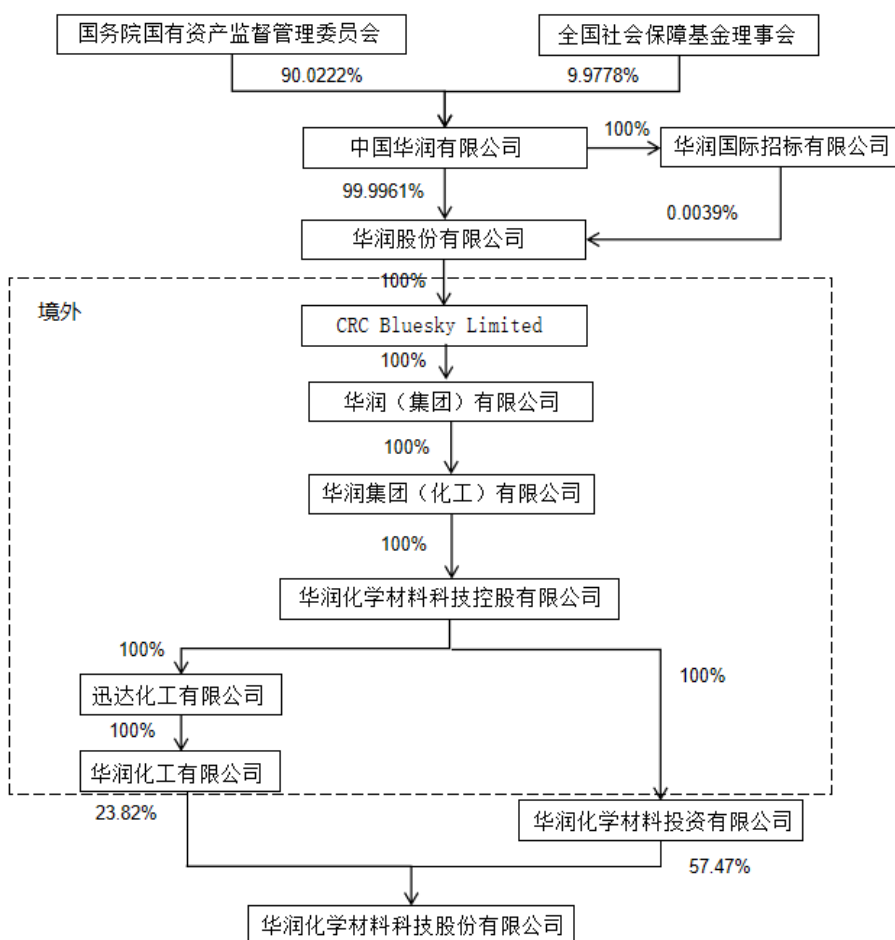 国务院国有资产监督管理委员会
全国社会保障基金理事会
90.0222%
9.9778%
中国华润有限公司
100%
华润国际招标有限公司
99.9961%
0.0039%
华润股份有限公司
100%
境外
CRC Bluesky Limited
100%
华润（集团）有限公司
100%
华润集团（化工）有限公司
100%
华润化学材料科技控股有限公司
100%
100%
迅达化工有限公司
100%
华润化工有限公司
23.82%
华润化学材料投资有限公司
57.47%
华润化学材料科技股份有限公司